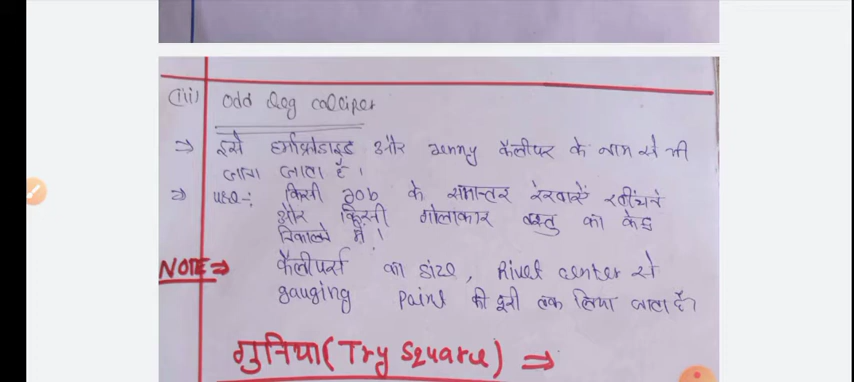 (iii) Odd leg calliper
⇒ इसे हर्माफ्रोडाइड और Jenny कैलीपर के नाम से भी
जाना जाता है।
⇒ use-: किसी Job के समान्तर रेखाएँ खींचने
और किसी गोलाकार वस्तु का केन्द्र
निकालने में।
NOTE⇒ कैलीपर्स का size, Rivet center से
gauging Point की दूरी तक लिया जाता है।
गुनिया (Try Square) ⇒